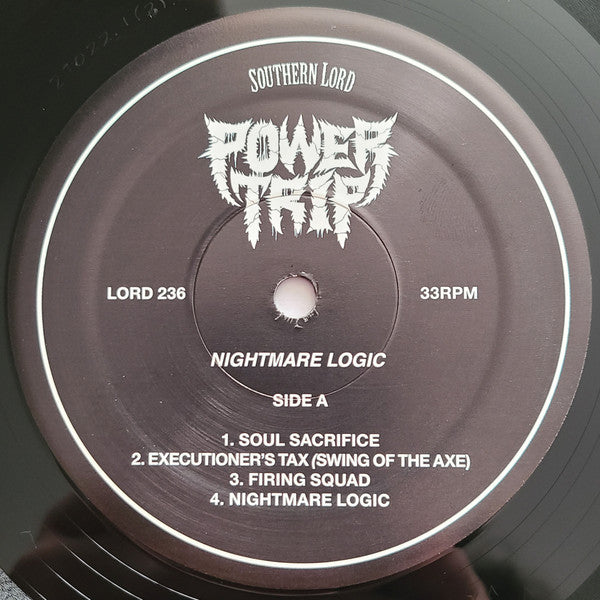 SOUTHERN LORD
POWER
TRIP
LORD 236
33RPM
NIGHTMARE LOGIC
SIDE A
1. SOUL SACRIFICE
2. EXECUTIONER'S TAX (SWING OF THE AXE)
3. FIRING SQUAD
4. NIGHTMARE LOGIC